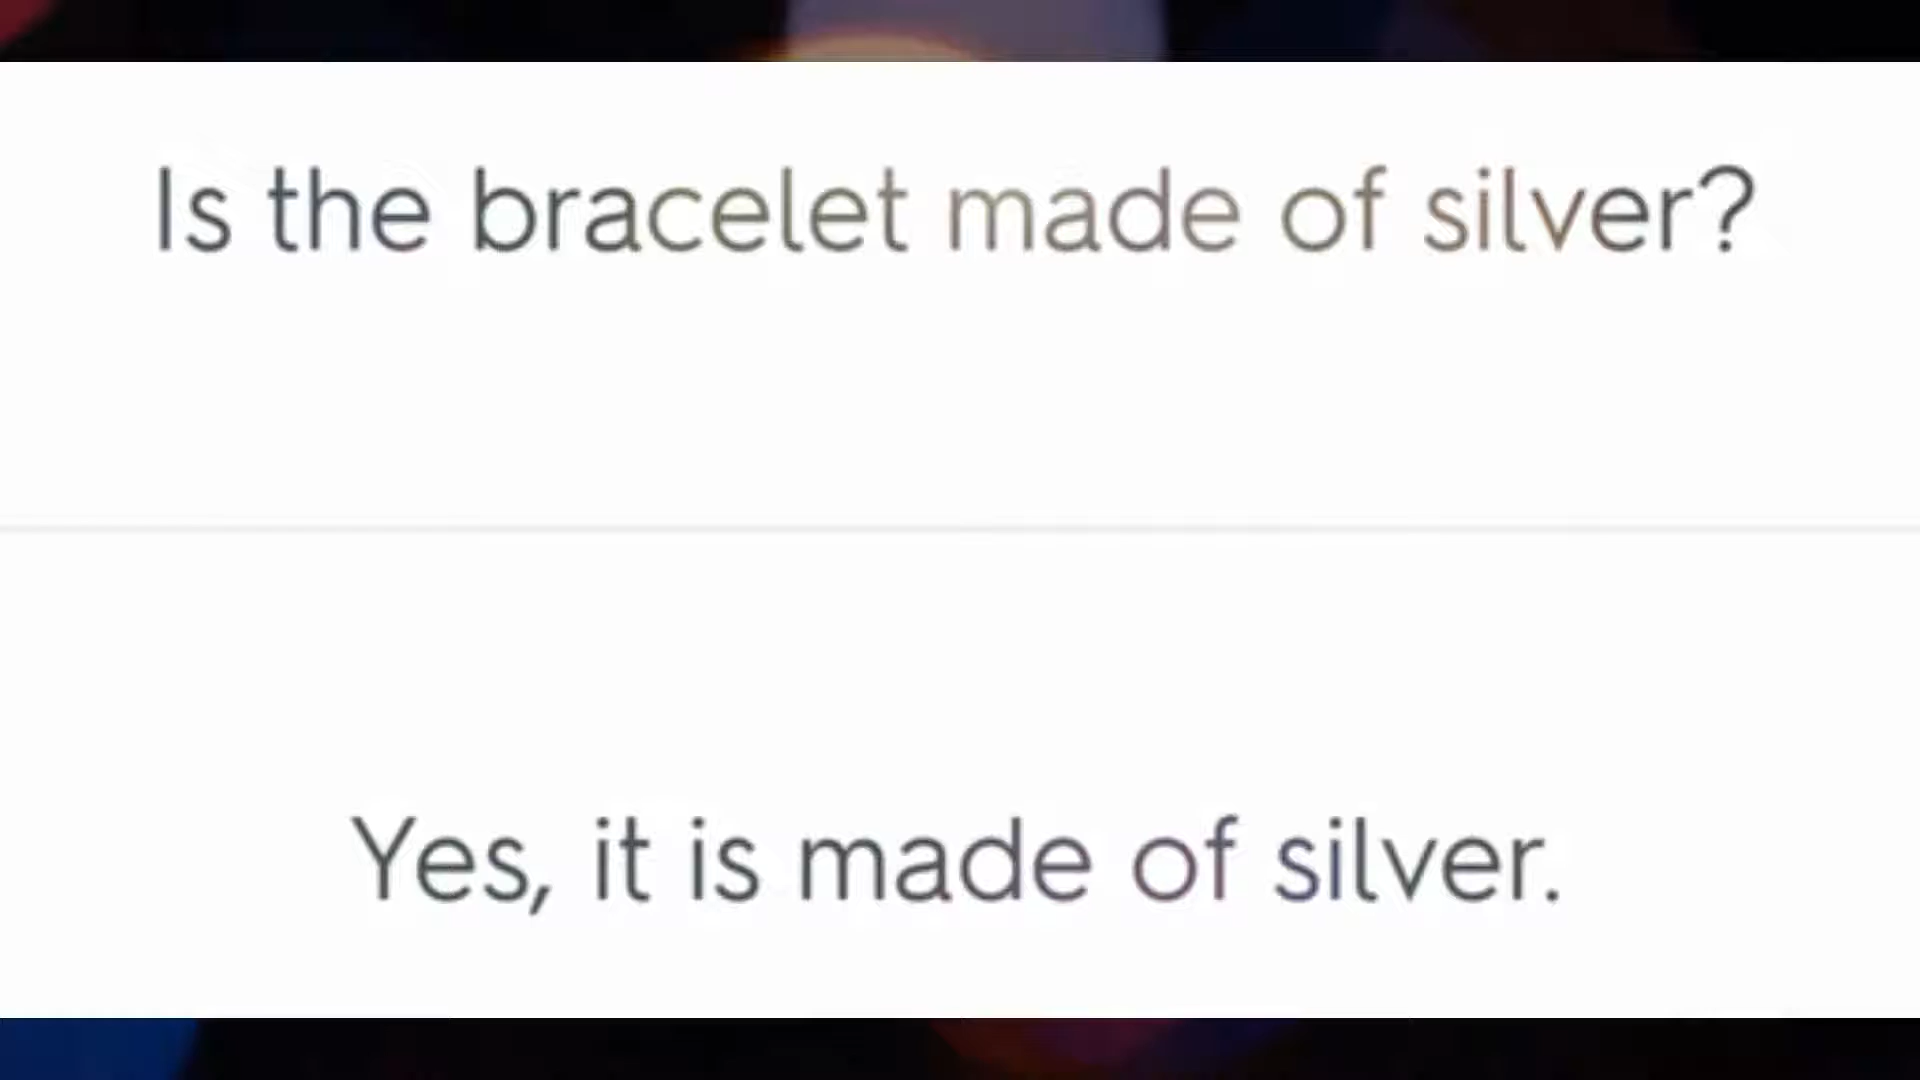 Is the bracelet made of silver?
Yes, it is made of silver.